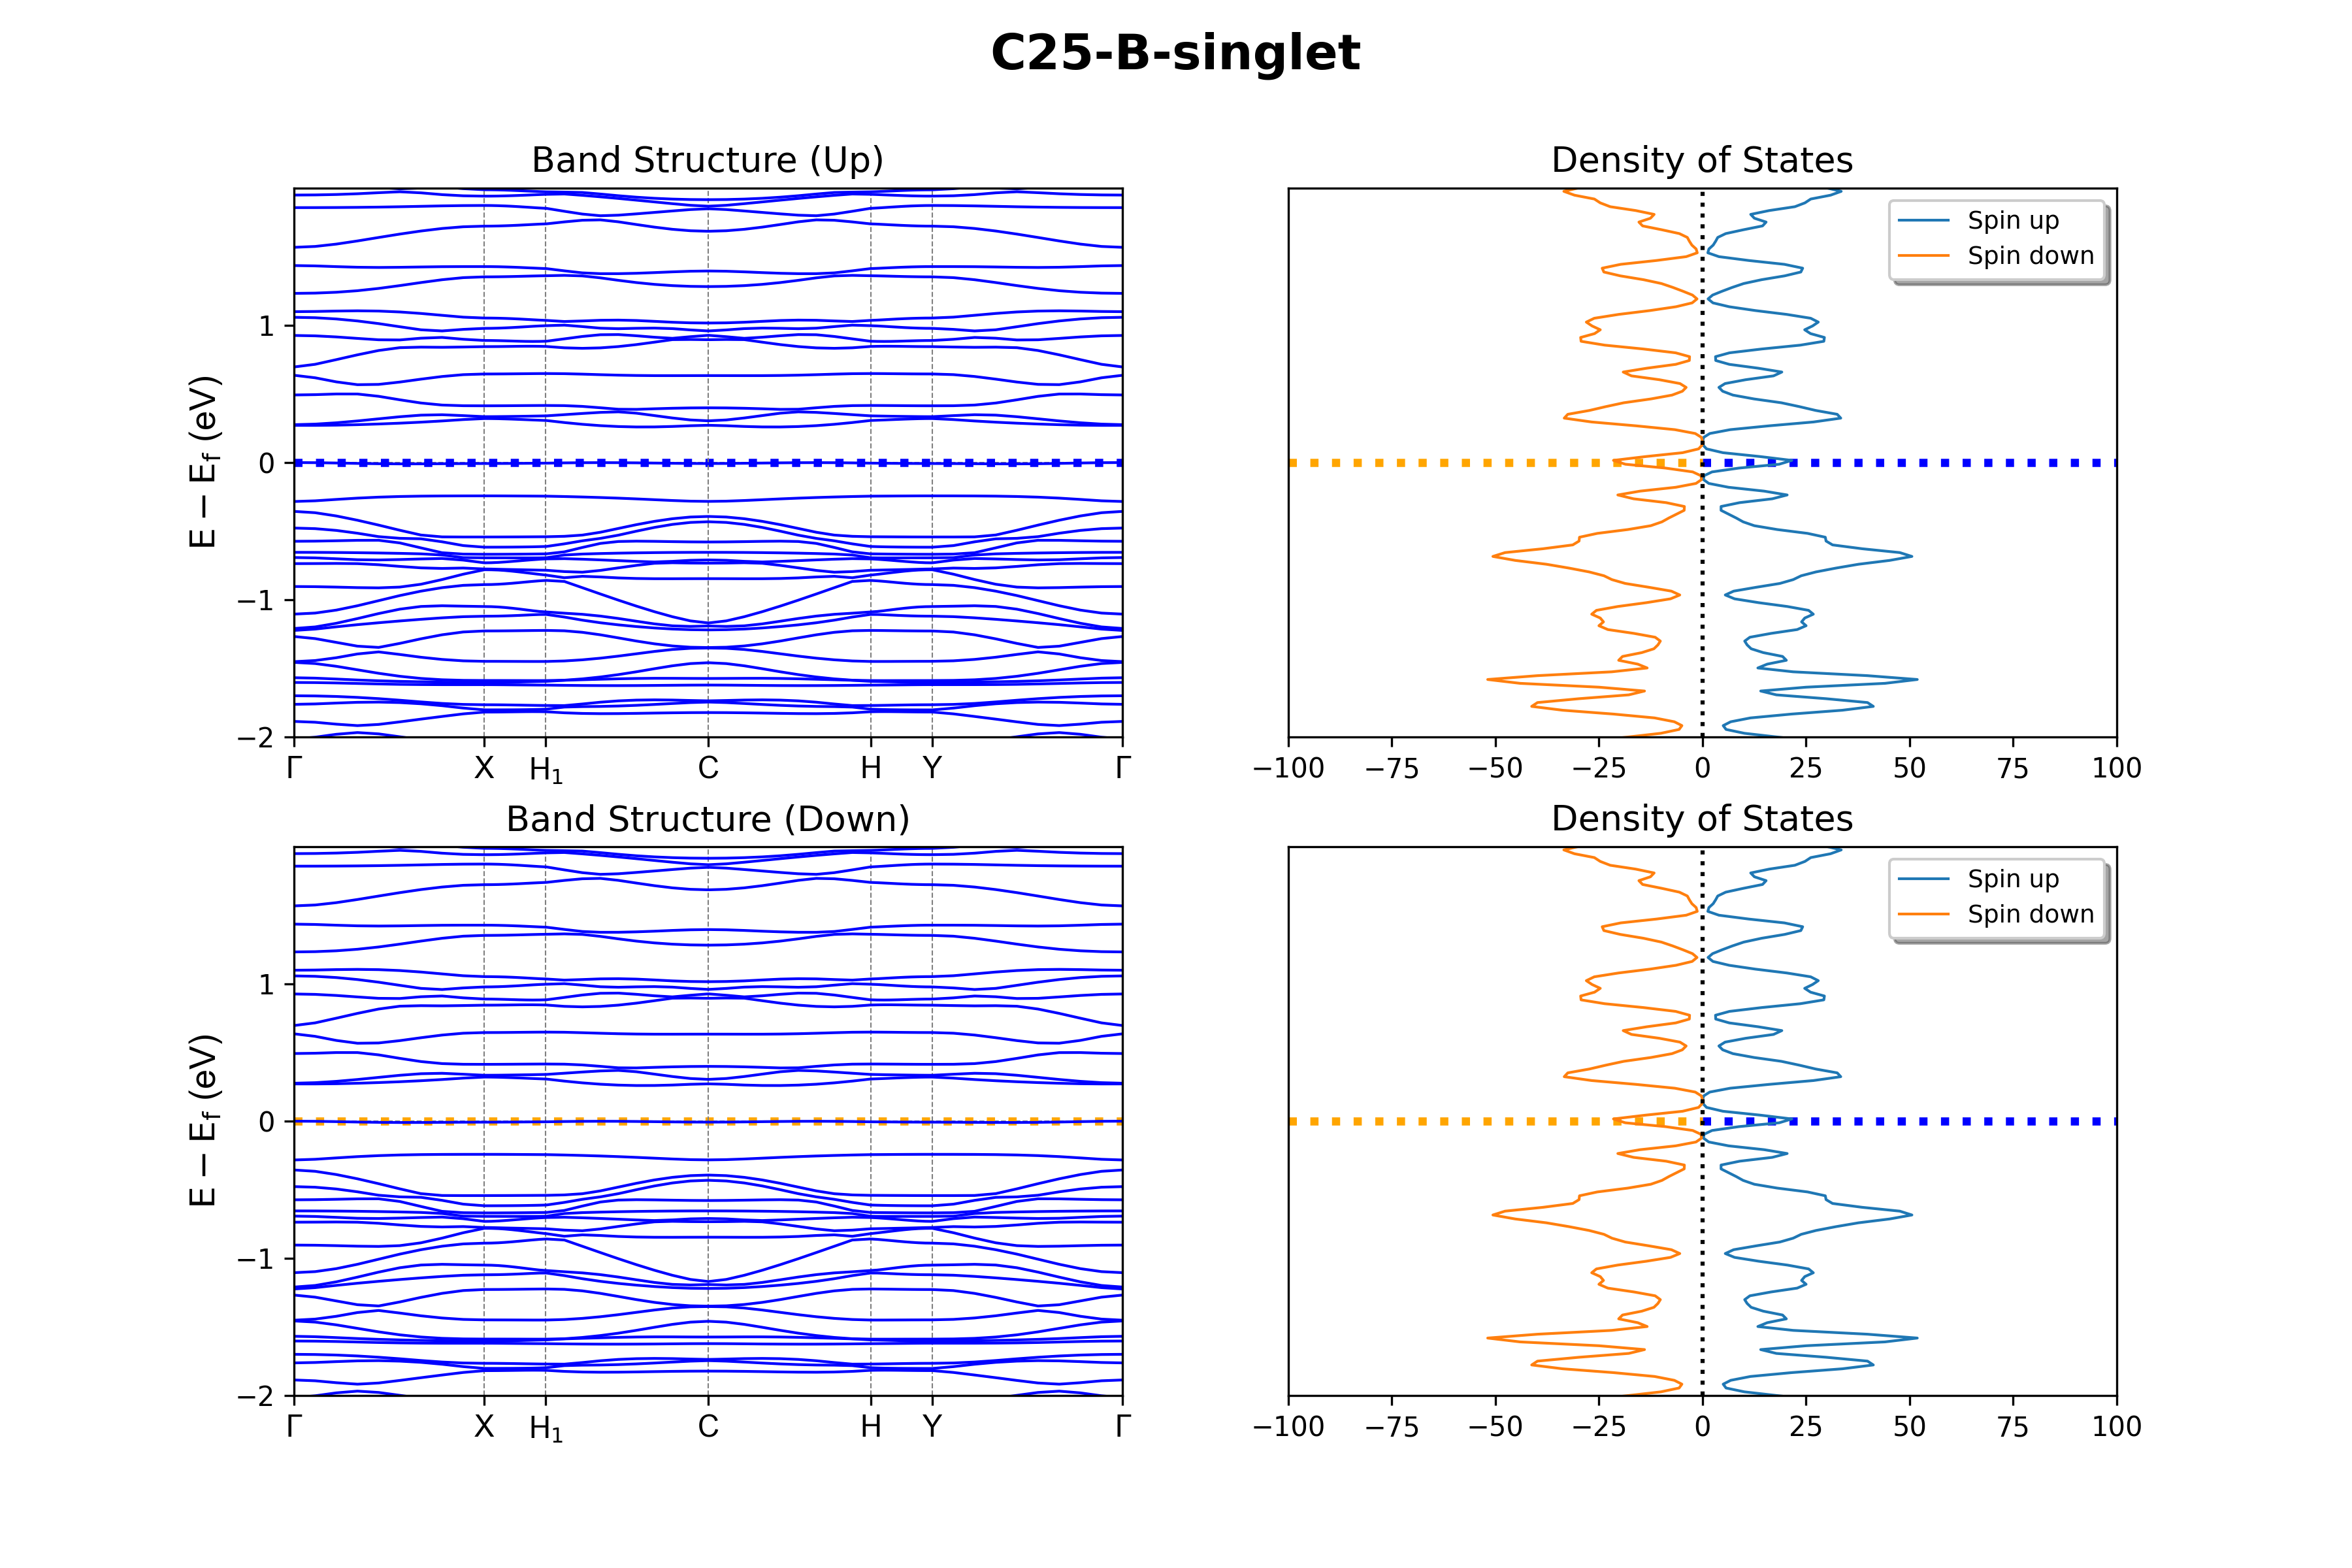 C25-B-singlet
Band Structure (Up)
E − E_f (eV)
1
0
−1
−2
Γ X H₁ C H Y Γ
Density of States
Spin up
Spin down
−100 −75 −50 −25 0 25 50 75 100
Band Structure (Down)
E − E_f (eV)
1
0
−1
−2
Γ X H₁ C H Y Γ
Density of States
Spin up
Spin down
−100 −75 −50 −25 0 25 50 75 100